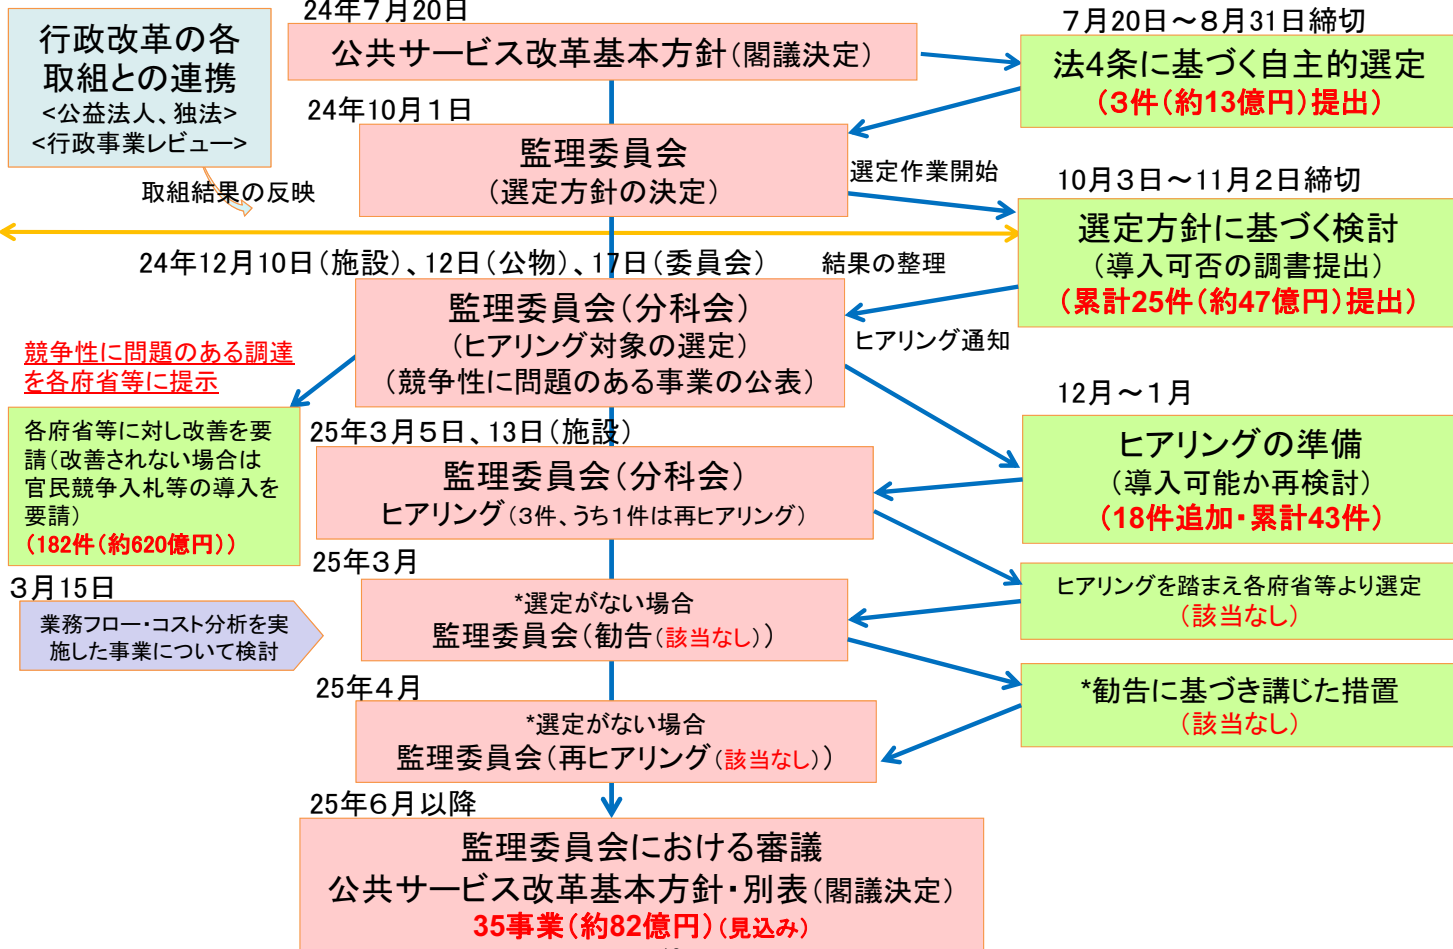 24年７月20日
公共サービス改革基本方針（閣議決定）
行政改革の各
取組との連携
<公益法人、独法>
<行政事業レビュー>
取組結果の反映
７月20日～８月31日締切
法4条に基づく自主的選定
（３件（約13億円）提出）
24年10月１日
監理委員会
（選定方針の決定）
選定作業開始
10月３日～11月２日締切
選定方針に基づく検討
（導入可否の調書提出）
（累計25件（約47億円）提出）
24年12月10日（施設）、12日（公物）、17日（委員会）
結果の整理
監理委員会（分科会）
（ヒアリング対象の選定）
（競争性に問題のある事業の公表）
ヒアリング通知
競争性に問題のある調達
を各府省等に提示
各府省等に対し改善を要
請（改善されない場合は
官民競争入札等の導入を
要請）
（182件（約620億円））
12月～１月
ヒアリングの準備
（導入可能か再検討）
（18件追加・累計43件）
25年３月５日、13日（施設）
監理委員会（分科会）
ヒアリング（３件、うち１件は再ヒアリング）
ヒアリングを踏まえ各府省等より選定
（該当なし）
25年３月
*選定がない場合
監理委員会（勧告（該当なし））
３月15日
業務フロー・コスト分析を実
施した事業について検討
*勧告に基づき講じた措置
（該当なし）
25年４月
*選定がない場合
監理委員会（再ヒアリング（該当なし））
25年６月以降
監理委員会における審議
公共サービス改革基本方針・別表（閣議決定）
35事業（約82億円）（見込み）